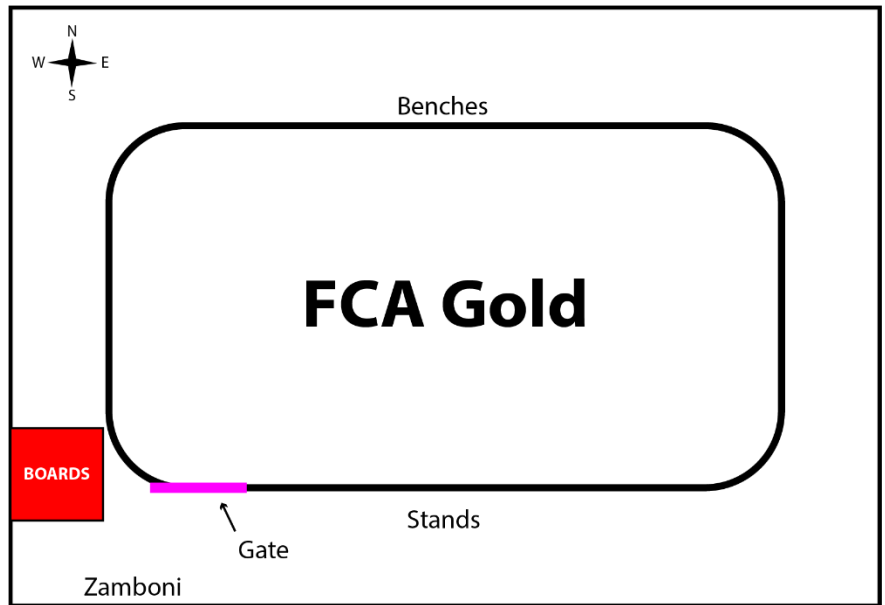 N
W E
S
Benches
FCA Gold
BOARDS
Stands
Gate
Zamboni